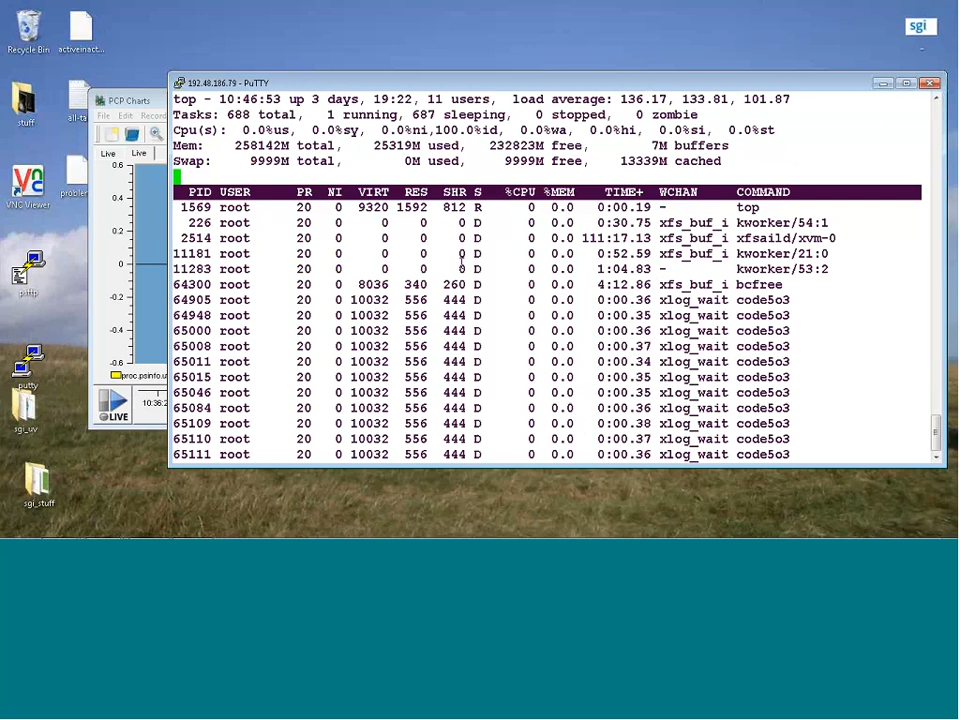 Recycle Bin
activeinact...
sgi
stuff
all-ta
PCP Charts
File Edit Record
Live Live
0.6
0.4
0.2
0
-0.2
-0.4
-0.6
proc.psinfo.u
LIVE
10:36:2
VNC Viewer
problem
putty
sgi_uv
sgi_stuff
192.48.186.79 - PuTTY
top - 10:46:53 up 3 days, 19:22, 11 users, load average: 136.17, 133.81, 101.87
Tasks: 688 total, 1 running, 687 sleeping, 0 stopped, 0 zombie
Cpu(s): 0.0%us, 0.0%sy, 0.0%ni,100.0%id, 0.0%wa, 0.0%hi, 0.0%si, 0.0%st
Mem: 258142M total, 25319M used, 232823M free, 7M buffers
Swap: 9999M total, 0M used, 9999M free, 13339M cached
PID USER PR NI VIRT RES SHR S %CPU %MEM TIME+ WCHAN COMMAND
1569 root 20 0 9320 1592 812 R 0 0.0 0:00.19 - top
226 root 20 0 0 0 0 D 0 0.0 0:30.75 xfs_buf_i kworker/54:1
2514 root 20 0 0 0 0 D 0 0.0 111:17.13 xfs_buf_i xfsaild/xvm-0
11181 root 20 0 0 0 0 D 0 0.0 0:52.59 xfs_buf_i kworker/21:0
11283 root 20 0 0 0 0 D 0 0.0 1:04.83 - kworker/53:2
64300 root 20 0 8036 340 260 D 0 0.0 4:12.86 xfs_buf_i bcfree
64905 root 20 0 10032 556 444 D 0 0.0 0:00.36 xlog_wait code5o3
64948 root 20 0 10032 556 444 D 0 0.0 0:00.35 xlog_wait code5o3
65000 root 20 0 10032 556 444 D 0 0.0 0:00.36 xlog_wait code5o3
65008 root 20 0 10032 556 444 D 0 0.0 0:00.37 xlog_wait code5o3
65011 root 20 0 10032 556 444 D 0 0.0 0:00.34 xlog_wait code5o3
65015 root 20 0 10032 556 444 D 0 0.0 0:00.35 xlog_wait code5o3
65046 root 20 0 10032 556 444 D 0 0.0 0:00.35 xlog_wait code5o3
65084 root 20 0 10032 556 444 D 0 0.0 0:00.36 xlog_wait code5o3
65109 root 20 0 10032 556 444 D 0 0.0 0:00.38 xlog_wait code5o3
65110 root 20 0 10032 556 444 D 0 0.0 0:00.37 xlog_wait code5o3
65111 root 20 0 10032 556 444 D 0 0.0 0:00.36 xlog_wait code5o3